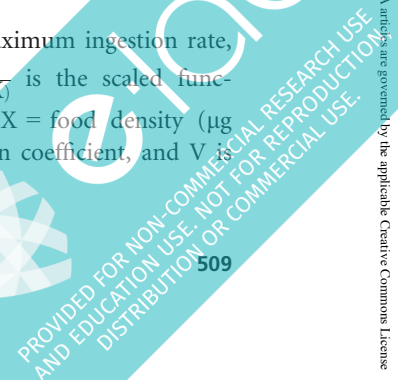 aximum ingestion rate,
is the scaled func-
X = food density (μg
n coefficient, and V is
509
PROVIDED FOR NON-COMMERCIAL RESEARCH USE
AND EDUCATION USE. NOT FOR REPRODUCTION,
DISTRIBUTION OR COMMERCIAL USE.
A articles are governed by the applicable Creative Commons License